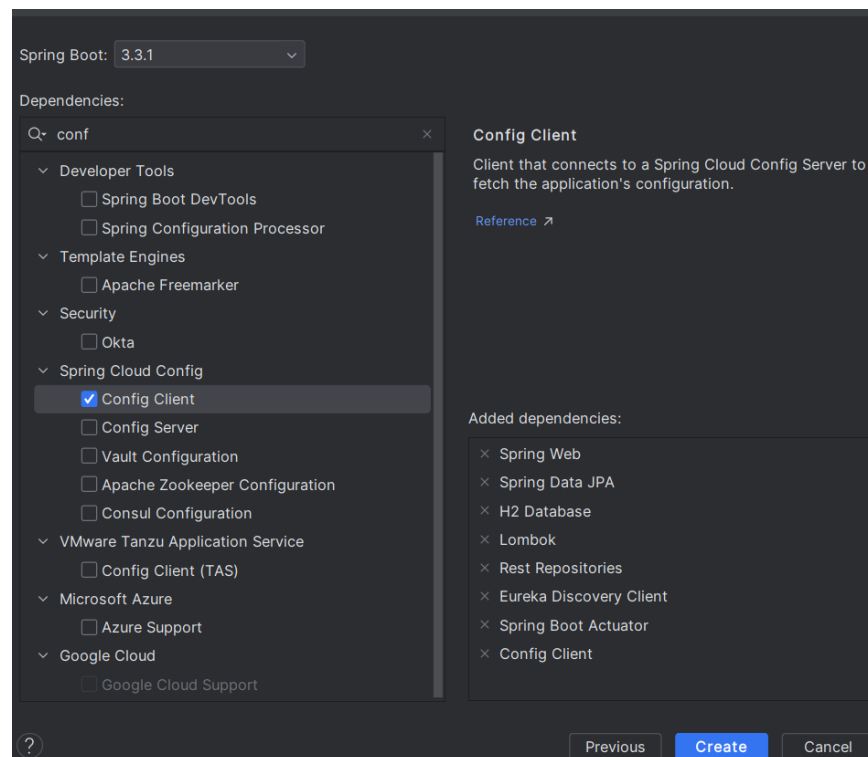 Spring Boot: 3.3.1
Dependencies:
conf
Developer Tools
Spring Boot DevTools
Spring Configuration Processor
Template Engines
Apache Freemarker
Security
Okta
Spring Cloud Config
Config Client
Config Server
Vault Configuration
Apache Zookeeper Configuration
Consul Configuration
VMware Tanzu Application Service
Config Client (TAS)
Microsoft Azure
Azure Support
Google Cloud
Google Cloud Support
Config Client
Client that connects to a Spring Cloud Config Server to
fetch the application's configuration.
Reference ↗
Added dependencies:
× Spring Web
× Spring Data JPA
× H2 Database
× Lombok
× Rest Repositories
× Eureka Discovery Client
× Spring Boot Actuator
× Config Client
? Previous Create Cancel